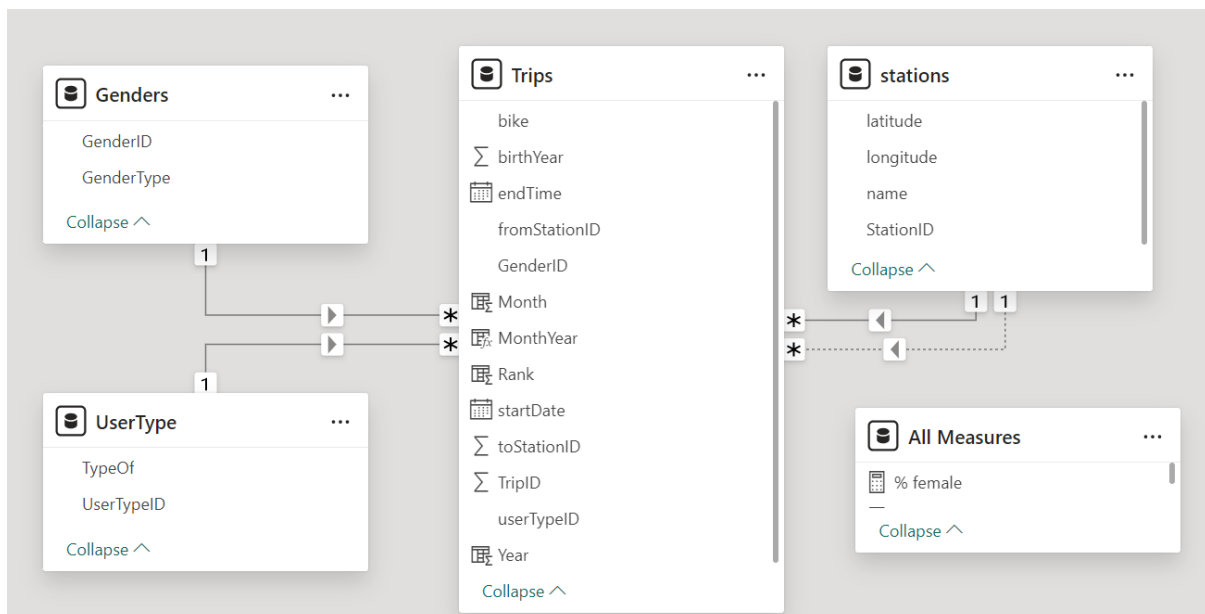 Genders
GenderID
GenderType
Collapse
1
*
UserType
TypeOf
UserTypeID
Collapse
1
*
Trips
bike
birthYear
endTime
fromStationID
GenderID
Month
MonthYear
Rank
startDate
toStationID
TripID
userTypeID
Year
Collapse
stations
latitude
longitude
name
StationID
Collapse
1 1
*
*
All Measures
% female
Collapse